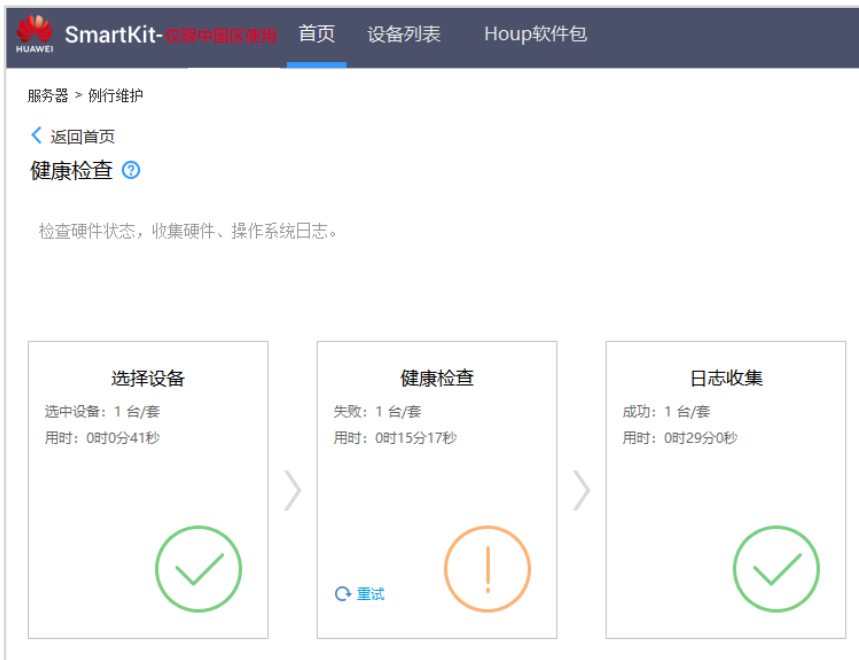 HUAWEI
SmartKit-仅限中国区使用 首页 设备列表 Houp软件包
服务器 > 例行维护
返回首页
健康检查 ?
检查硬件状态，收集硬件、操作系统日志。
选择设备
选中设备：1 台/套
用时：0时0分41秒
健康检查
失败：1 台/套
用时：0时15分17秒
重试
日志收集
成功：1 台/套
用时：0时29分0秒